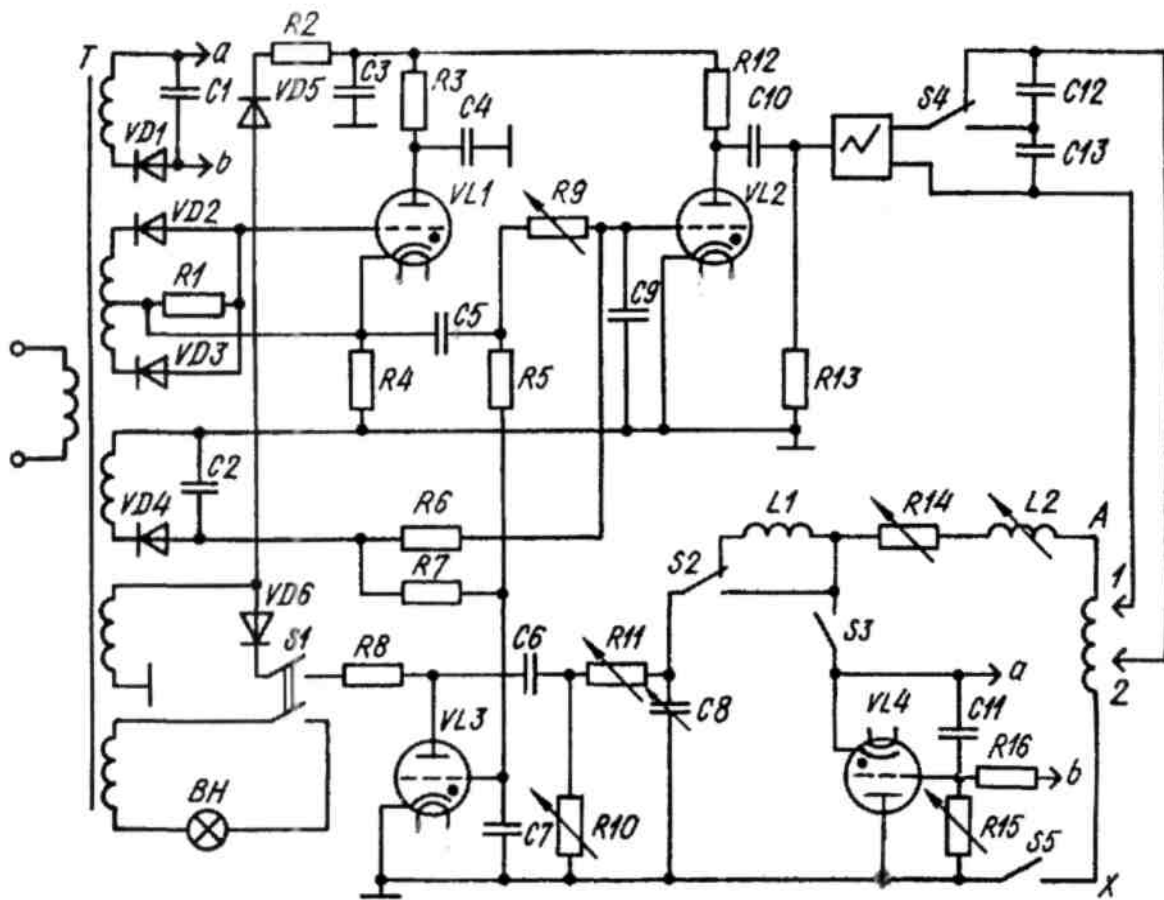 T
C1
a
b
VD1
VD5
R2
C3
R3
C4
R12
C10
S4
C12
C13
VD2
VL1
R9
VL2
R1
C5
C9
VD3
R4
R5
R13
C2
VD4
R6
R7
L1
R14
L2
A
S2
1
VD6
S1
R8
C6
R11
S3
2
VL3
C8
VL4
C11
a
R16
b
BH
C7
R10
R15
S5
X